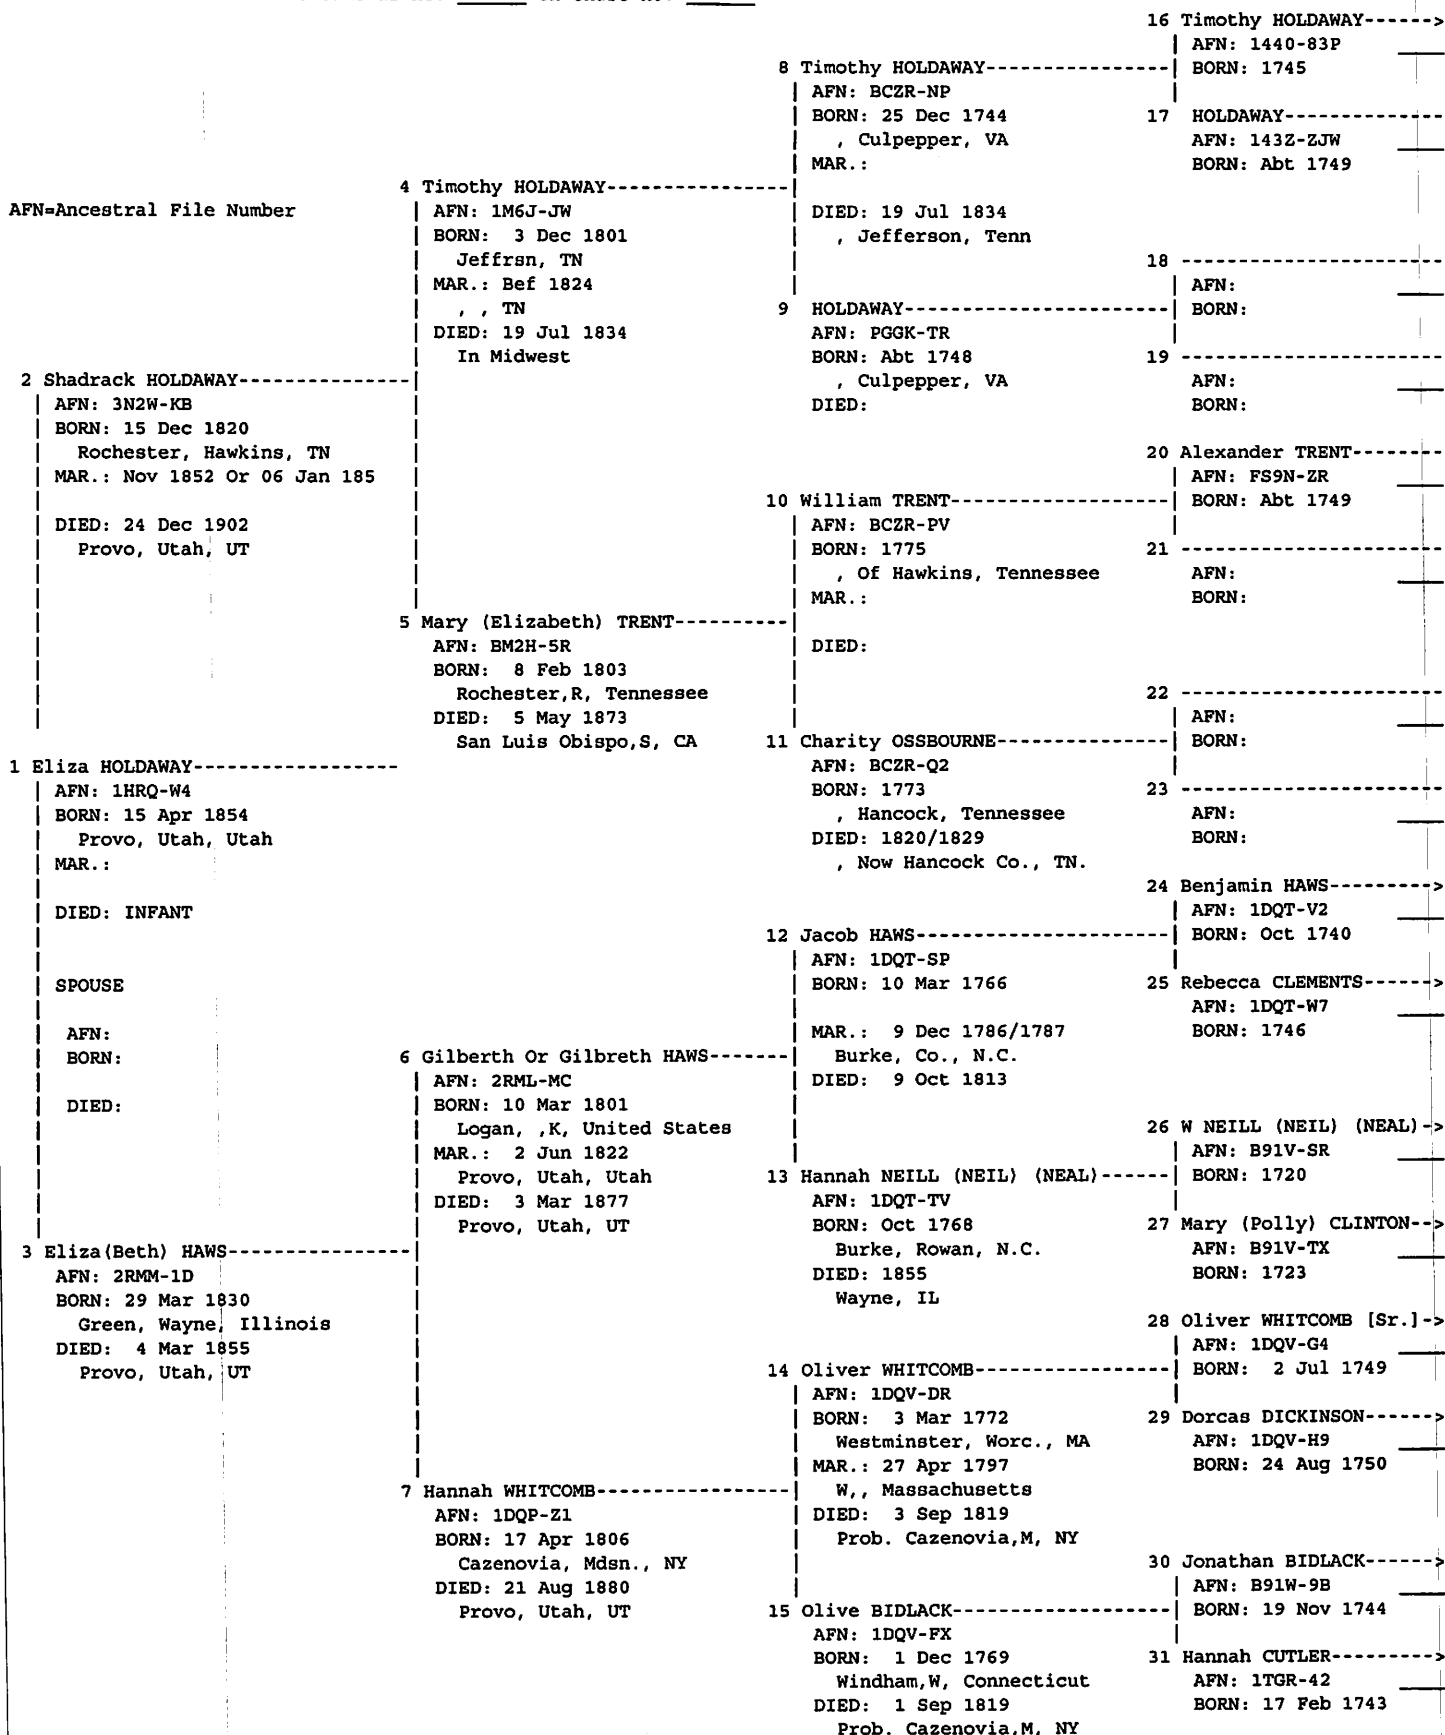 16 Timothy HOLDAWAY------>
AFN: 1440-83P
8 Timothy HOLDAWAY----------------| BORN: 1745
AFN: BCZR-NP
BORN: 25 Dec 1744
17 HOLDAWAY-------------
, Culpepper, VA
AFN: 143Z-ZJW
MAR.:
BORN: Abt 1749
4 Timothy HOLDAWAY----------------|
AFN=Ancestral File Number
AFN: 1M6J-JW
DIED: 19 Jul 1834
BORN: 3 Dec 1801
, Jefferson, Tenn
Jeffrsn, TN
18 ----------------------
MAR.: Bef 1824
AFN:
, , TN
9 HOLDAWAY----------------------| BORN:
DIED: 19 Jul 1834
AFN: PGGK-TR
In Midwest
BORN: Abt 1748
19 ----------------------
2 Shadrack HOLDAWAY---------------|
, Culpepper, VA
AFN:
AFN: 3N2W-KB
DIED:
BORN:
BORN: 15 Dec 1820
Rochester, Hawkins, TN
20 Alexander TRENT--------
MAR.: Nov 1852 Or 06 Jan 185
AFN: FS9N-ZR
10 William TRENT------------------| BORN: Abt 1749
DIED: 24 Dec 1902
AFN: BCZR-PV
Provo, Utah, UT
BORN: 1775
21 ----------------------
, Of Hawkins, Tennessee
AFN:
MAR.:
BORN:
5 Mary (Elizabeth) TRENT----------|
AFN: BM2H-5R
DIED:
BORN: 8 Feb 1803
Rochester,R, Tennessee
22 ----------------------
DIED: 5 May 1873
AFN:
San Luis Obispo,S, CA
11 Charity OSSBOURNE--------------| BORN:
1 Eliza HOLDAWAY-----------------
AFN: BCZR-Q2
AFN: 1HRQ-W4
BORN: 1773
23 ----------------------
BORN: 15 Apr 1854
, Hancock, Tennessee
AFN:
Provo, Utah, Utah
DIED: 1820/1829
BORN:
MAR.:
, Now Hancock Co., TN.
24 Benjamin HAWS--------->
DIED: INFANT
AFN: 1DQT-V2
12 Jacob HAWS---------------------| BORN: Oct 1740
AFN: 1DQT-SP
SPOUSE
BORN: 10 Mar 1766
25 Rebecca CLEMENTS------>
AFN: 1DQT-W7
AFN:
MAR.: 9 Dec 1786/1787
BORN: 1746
BORN:
6 Gilberth Or Gilbreth HAWS-------|
Burke, Co., N.C.
AFN: 2RML-MC
DIED: 9 Oct 1813
DIED:
BORN: 10 Mar 1801
Logan, ,K, United States
26 W NEILL (NEIL) (NEAL)->
MAR.: 2 Jun 1822
AFN: B91V-SR
Provo, Utah, Utah
13 Hannah NEILL (NEIL) (NEAL)------| BORN: 1720
DIED: 3 Mar 1877
AFN: 1DQT-TV
Provo, Utah, UT
BORN: Oct 1768
27 Mary (Polly) CLINTON-->
3 Eliza(Beth) HAWS----------------|
Burke, Rowan, N.C.
AFN: B91V-TX
AFN: 2RMM-1D
DIED: 1855
BORN: 1723
BORN: 29 Mar 1830
Wayne, IL
Green, Wayne, Illinois
28 Oliver WHITCOMB [Sr.]->
DIED: 4 Mar 1855
AFN: 1DQV-G4
Provo, Utah, UT
14 Oliver WHITCOMB----------------| BORN: 2 Jul 1749
AFN: 1DQV-DR
BORN: 3 Mar 1772
29 Dorcas DICKINSON------>
Westminster, Worc., MA
AFN: 1DQV-H9
MAR.: 27 Apr 1797
BORN: 24 Aug 1750
7 Hannah WHITCOMB-----------------|
W,, Massachusetts
AFN: 1DQP-Z1
DIED: 3 Sep 1819
BORN: 17 Apr 1806
Prob. Cazenovia,M, NY
Cazenovia, Mdsn., NY
30 Jonathan BIDLACK------>
DIED: 21 Aug 1880
AFN: B91W-9B
Provo, Utah, UT
15 Olive BIDLACK------------------| BORN: 19 Nov 1744
AFN: 1DQV-FX
BORN: 1 Dec 1769
31 Hannah CUTLER--------->
Windham,W, Connecticut
AFN: 1TGR-42
DIED: 1 Sep 1819
BORN: 17 Feb 1743
Prob. Cazenovia,M, NY